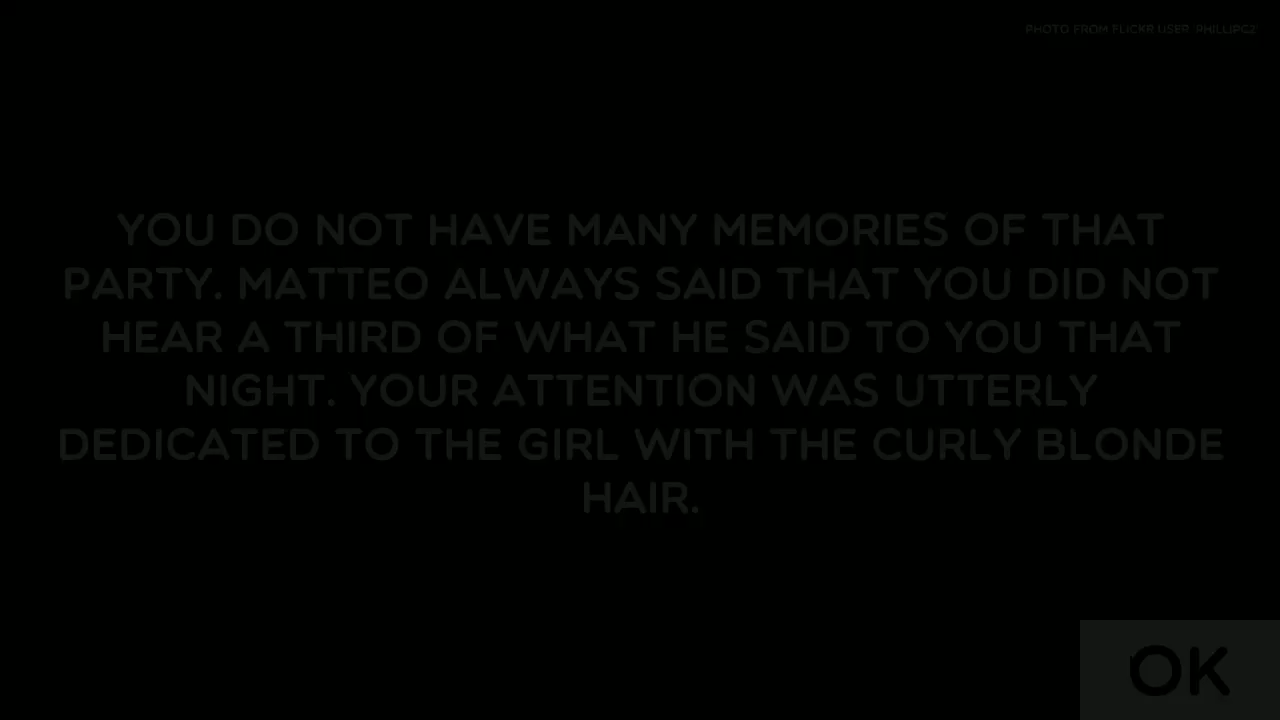 PHOTO FROM FLICKR USER 'PHILLIPC2'
YOU DO NOT HAVE MANY MEMORIES OF THAT
PARTY. MATTEO ALWAYS SAID THAT YOU DID NOT
HEAR A THIRD OF WHAT HE SAID TO YOU THAT
NIGHT. YOUR ATTENTION WAS UTTERLY
DEDICATED TO THE GIRL WITH THE CURLY BLONDE
HAIR.
OK